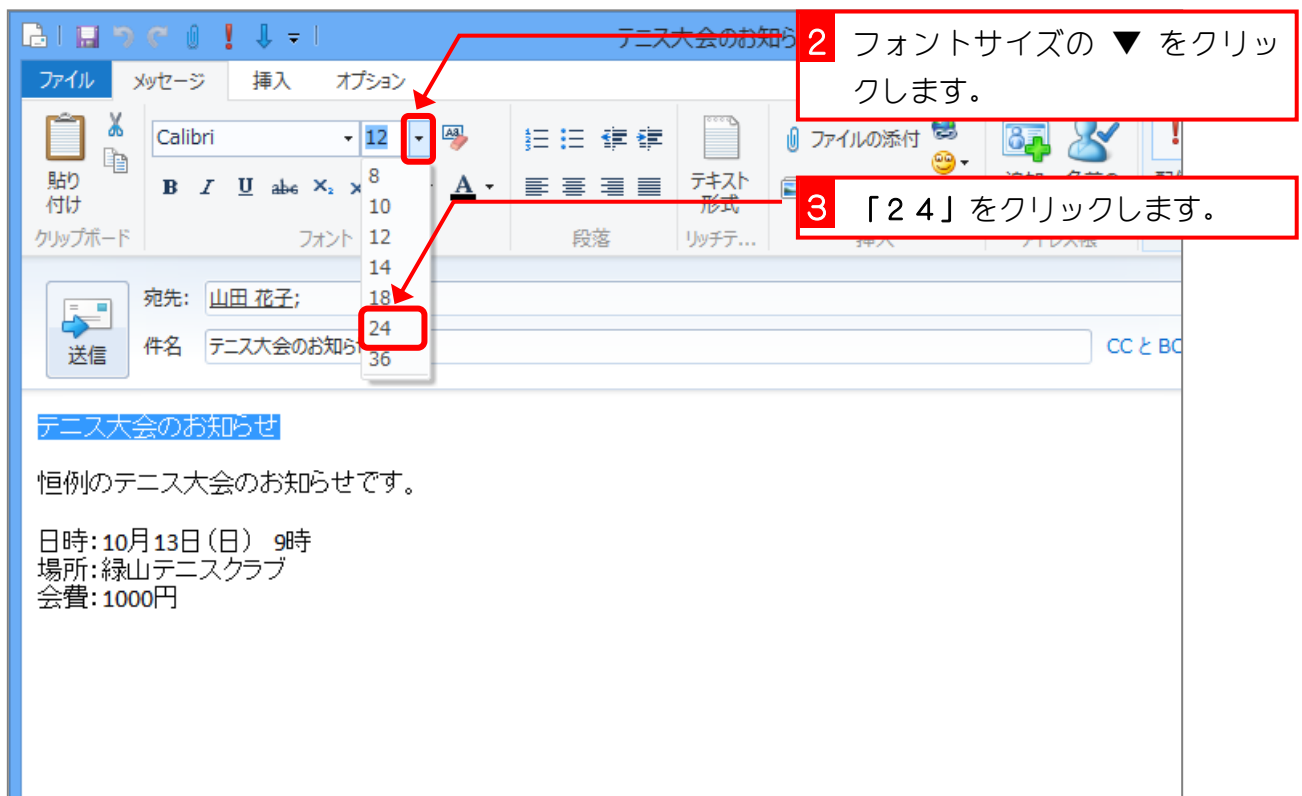 テニス大会のお知ら
2 フォントサイズの ▼ をクリッ
クします。
ファイル メッセージ 挿入 オプション
Calibri 12
ファイルの添付
貼り
付け
B I U abc X₂
A
テキスト
形式
3 「24」をクリックします。
クリップボード フォント 段落 リッチテ...
8
10
12
14
18
24
36
宛先: 山田 花子;
送信
件名 テニス大会のお知らせ
CC と BC
テニス大会のお知らせ
恒例のテニス大会のお知らせです。
日時:10月13日(日) 9時
場所:緑山テニスクラブ
会費:1000円